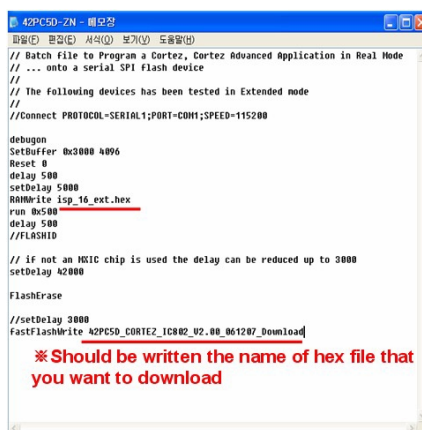 42PC5D-ZN - 메모장
파일(F) 편집(E) 서식(O) 보기(V) 도움말(H)
// Batch file to Program a Cortez, Cortez Advanced Application in Real Mode
// ... onto a serial SPI flash device
//
// The following devices has been tested in Extended mode
//
//Connect PROTOCOL=SERIAL1;PORT=COM1;SPEED=115200
debugon
SetBuffer 0x3000 4096
Reset 0
delay 500
setDelay 5000
RAMWrite isp_16_ext.hex
run 0x500
delay 500
//FLASHID
// if not an MXIC chip is used the delay can be reduced up to 3000
setDelay 42000
FlashErase
//setDelay 3000
fastFlashWrite 42PC5D_CORTEZ_IC802_V2.00_061207_Download
※Should be written the name of hex file that
you want to download